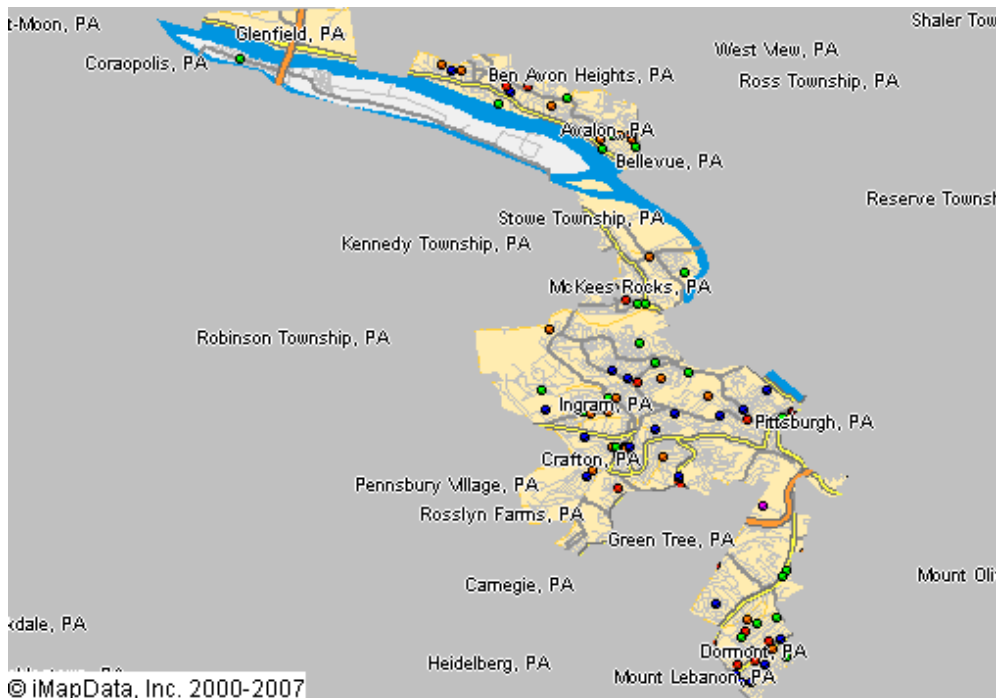 t-Moon, PA
Shaler Tow
Glenfield, PA
West View, PA
Coraopolis, PA
Ben Avon Heights, PA
Ross Township, PA
Avalon, PA
Bellevue, PA
Reserve Townsh
Stowe Township, PA
Kennedy Township, PA
McKees Rocks, PA
Robinson Township, PA
Ingram, PA
Pittsburgh, PA
Crafton, PA
Pennsbury Village, PA
Rosslyn Farms, PA
Green Tree, PA
Carnegie, PA
Mount Oli
kdale, PA
Dormont, PA
Heidelberg, PA
Mount Lebanon, PA
© iMapData, Inc. 2000-2007